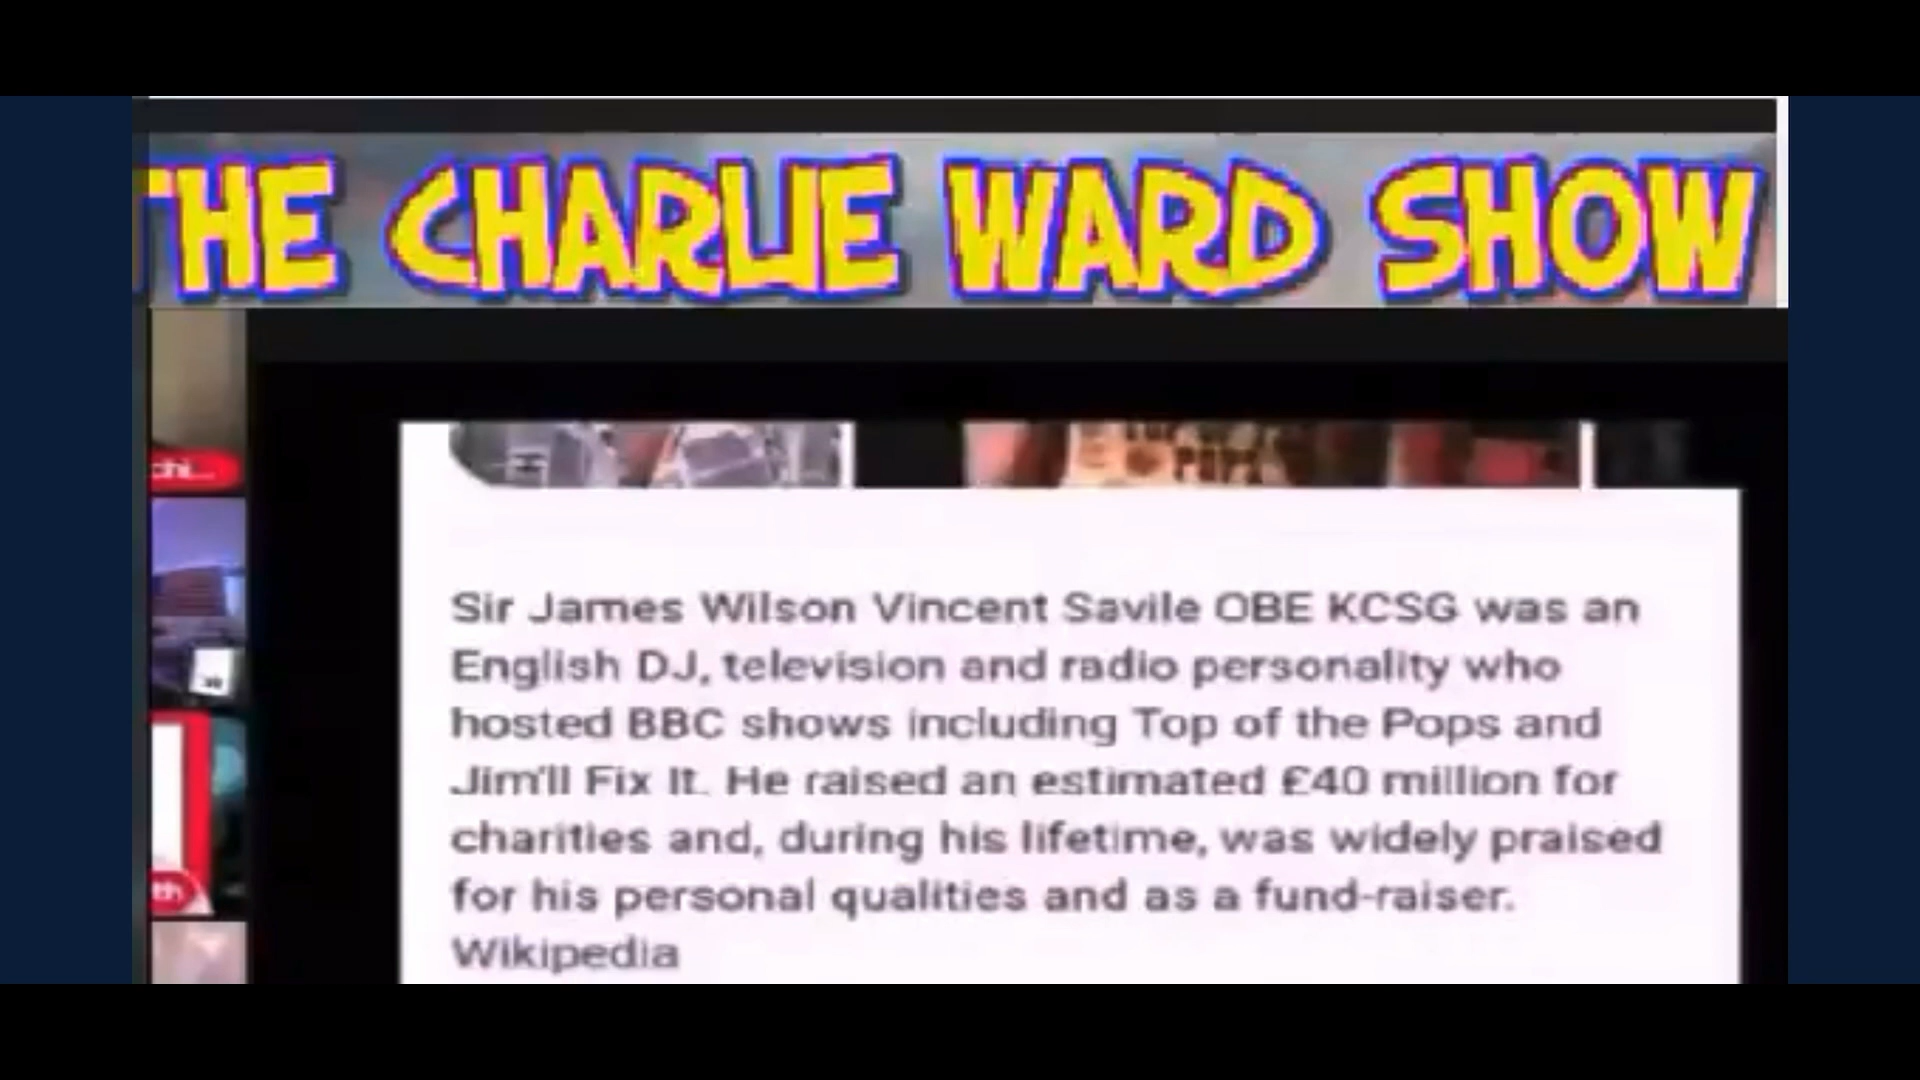 THE CHARLIE WARD SHOW
chi...
Sir James Wilson Vincent Savile OBE KCSG was an
English DJ, television and radio personality who
hosted BBC shows including Top of the Pops and
Jim'll Fix It. He raised an estimated £40 million for
charities and, during his lifetime, was widely praised
for his personal qualities and as a fund-raiser.
Wikipedia
th